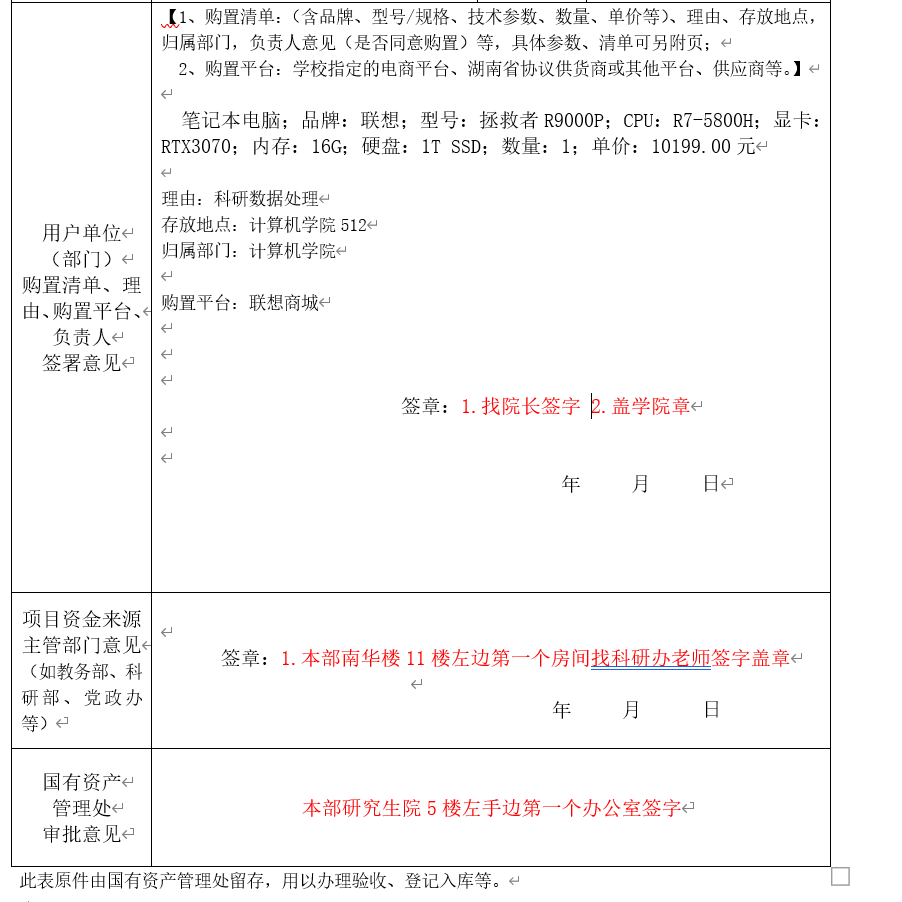 【1、购置清单:(含品牌、型号/规格、技术参数、数量、单价等)、理由、存放地点,
归属部门,负责人意见(是否同意购置)等,具体参数、清单可另附页;
2、购置平台:学校指定的电商平台、湖南省协议供货商或其他平台、供应商等。】
笔记本电脑;品牌:联想;型号:拯救者 R9000P;CPU:R7-5800H;显卡:
RTX3070;内存:16G;硬盘:1T SSD;数量:1;单价:10199.00 元
理由:科研数据处理
存放地点:计算机学院 512
归属部门:计算机学院
购置平台:联想商城
用户单位
(部门)
购置清单、理
由、购置平台、
负责人
签署意见
签章:1.找院长签字 2.盖学院章
年 月 日
项目资金来源
主管部门意见
(如教务部、科
研部、党政办
等)
签章:1.本部南华楼 11 楼左边第一个房间找科研办老师签字盖章
年 月 日
国有资产
管理处
审批意见
本部研究生院 5 楼左手边第一个办公室签字
此表原件由国有资产管理处留存,用以办理验收、登记入库等。